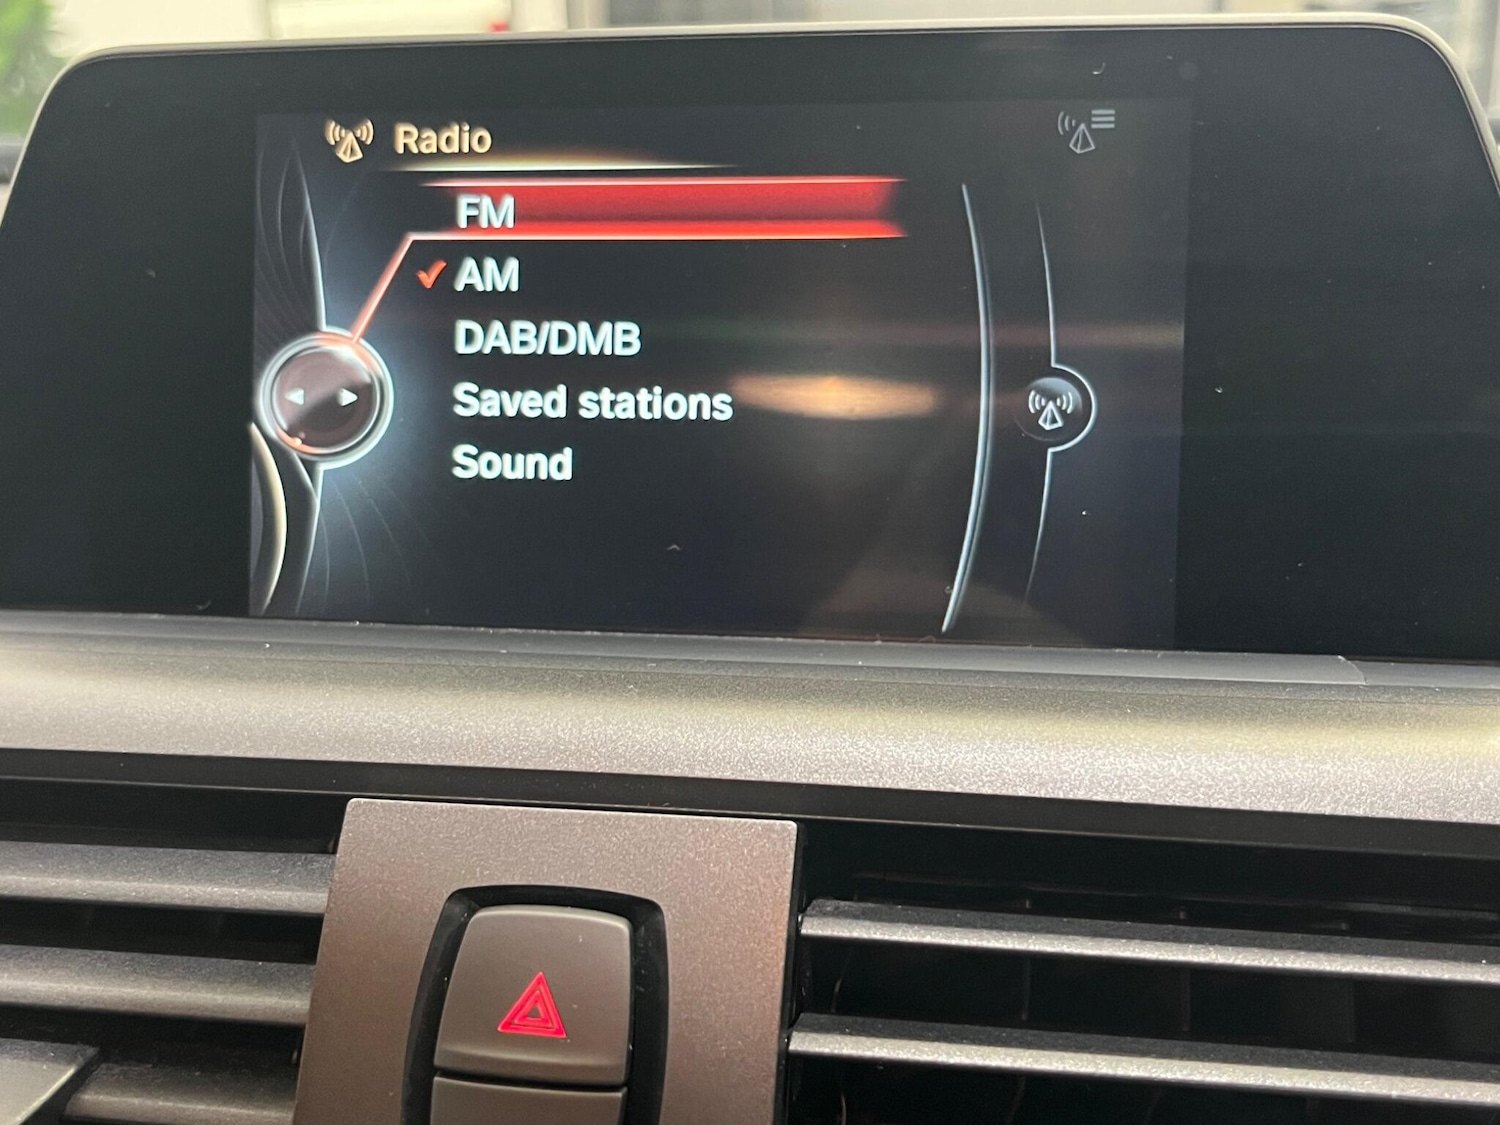 Radio
FM
AM
DAB/DMB
Saved stations
Sound